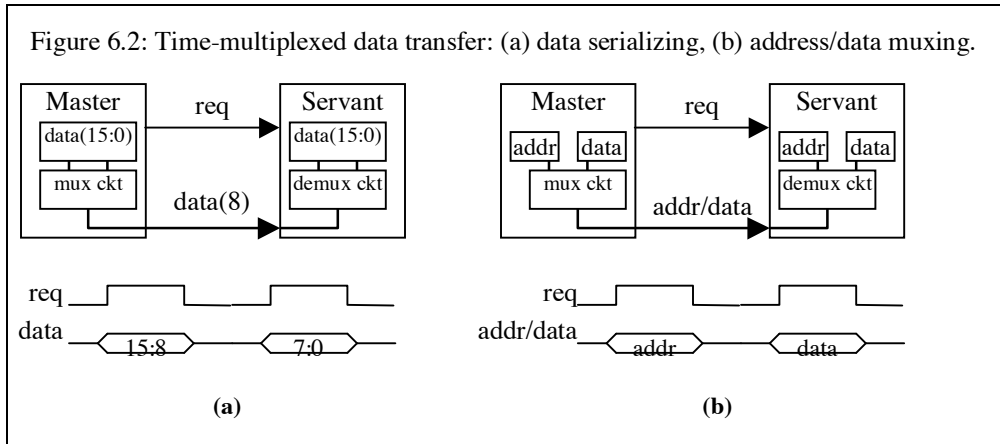 Figure 6.2: Time-multiplexed data transfer: (a) data serializing, (b) address/data muxing.
Master
req
Servant
data(15:0)
data(15:0)
mux ckt
demux ckt
data(8)
req
data
15:8
7:0
(a)
Master
req
Servant
addr
data
addr
data
mux ckt
demux ckt
addr/data
req
addr/data
addr
data
(b)